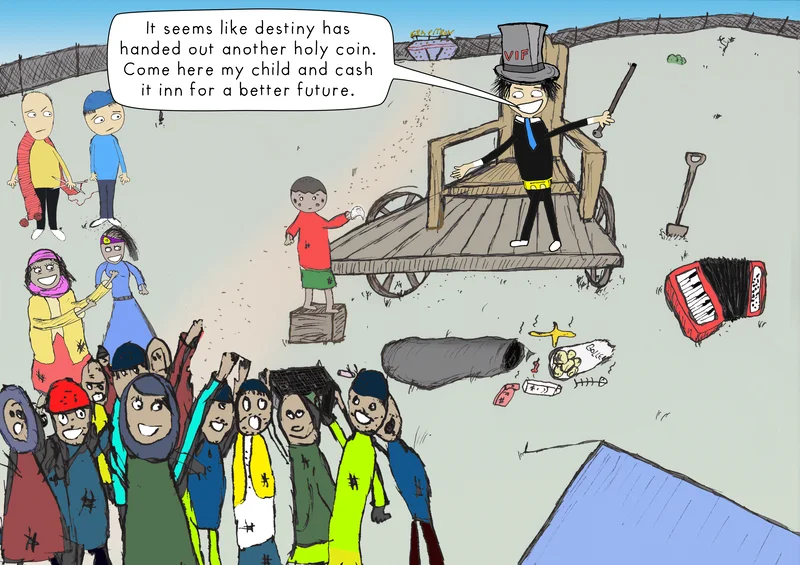 It seems like destiny has
handed out another holy coin.
Come here my child and cash
it inn for a better future.
VIF